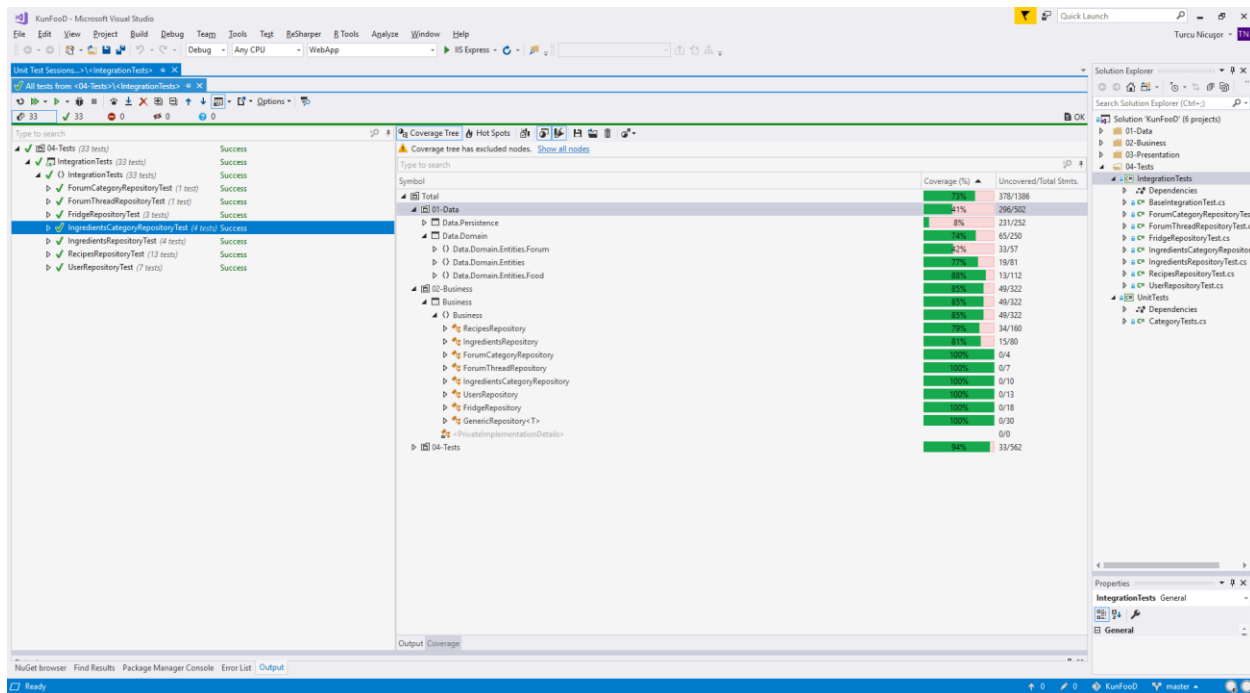 KunFooD - Microsoft Visual Studio
Quick Launch
File Edit View Project Build Debug Team Tools Test ReSharper R Tools Analyze Window Help
Turcu Nicușor TN
Debug Any CPU WebApp IIS Express
Unit Test Sessions...>\<IntegrationTests>
All tests from <04-Tests>\<IntegrationTests>
Options
33 33 0 0 0
OK
Type to search
04-Tests (33 tests) Success
IntegrationTests (33 tests) Success
IntegrationTests (33 tests) Success
ForumCategoryRepositoryTest (1 test) Success
ForumThreadRepositoryTest (1 test) Success
FridgeRepositoryTest (3 tests) Success
IngredientsCategoryRepositoryTest (4 tests) Success
IngredientsRepositoryTest (4 tests) Success
RecipesRepositoryTest (13 tests) Success
UserRepositoryTest (7 tests) Success
Coverage Tree Hot Spots
Coverage tree has excluded nodes. Show all nodes
Type to search
Symbol Coverage (%) Uncovered/Total Stmts.
Total 73% 378/1386
01-Data 41% 296/502
Data.Persistence 8% 231/252
Data.Domain 74% 65/250
Data.Domain.Entities.Forum 42% 33/57
Data.Domain.Entities 77% 19/81
Data.Domain.Entities.Food 88% 13/112
02-Business 85% 49/322
Business 85% 49/322
Business 85% 49/322
RecipesRepository 79% 34/160
IngredientsRepository 81% 15/80
ForumCategoryRepository 100% 0/4
ForumThreadRepository 100% 0/7
IngredientsCategoryRepository 100% 0/10
UsersRepository 100% 0/13
FridgeRepository 100% 0/18
GenericRepository<T> 100% 0/30
<PrivateImplementationDetails> 0/0
04-Tests 94% 33/562
Output Coverage
Solution Explorer
Search Solution Explorer (Ctrl+;)
Solution 'KunFooD' (6 projects)
01-Data
02-Business
03-Presentation
04-Tests
IntegrationTests
Dependencies
BaseIntegrationTest.cs
ForumCategoryRepositoryTes
ForumThreadRepositoryTest.c
FridgeRepositoryTest.cs
IngredientsCategoryRepositor
IngredientsRepositoryTest.cs
RecipesRepositoryTest.cs
UserRepositoryTest.cs
UnitTests
Dependencies
CategoryTests.cs
Properties
IntegrationTests General
General
NuGet browser Find Results Package Manager Console Error List Output
Ready
0 0 KunFooD master